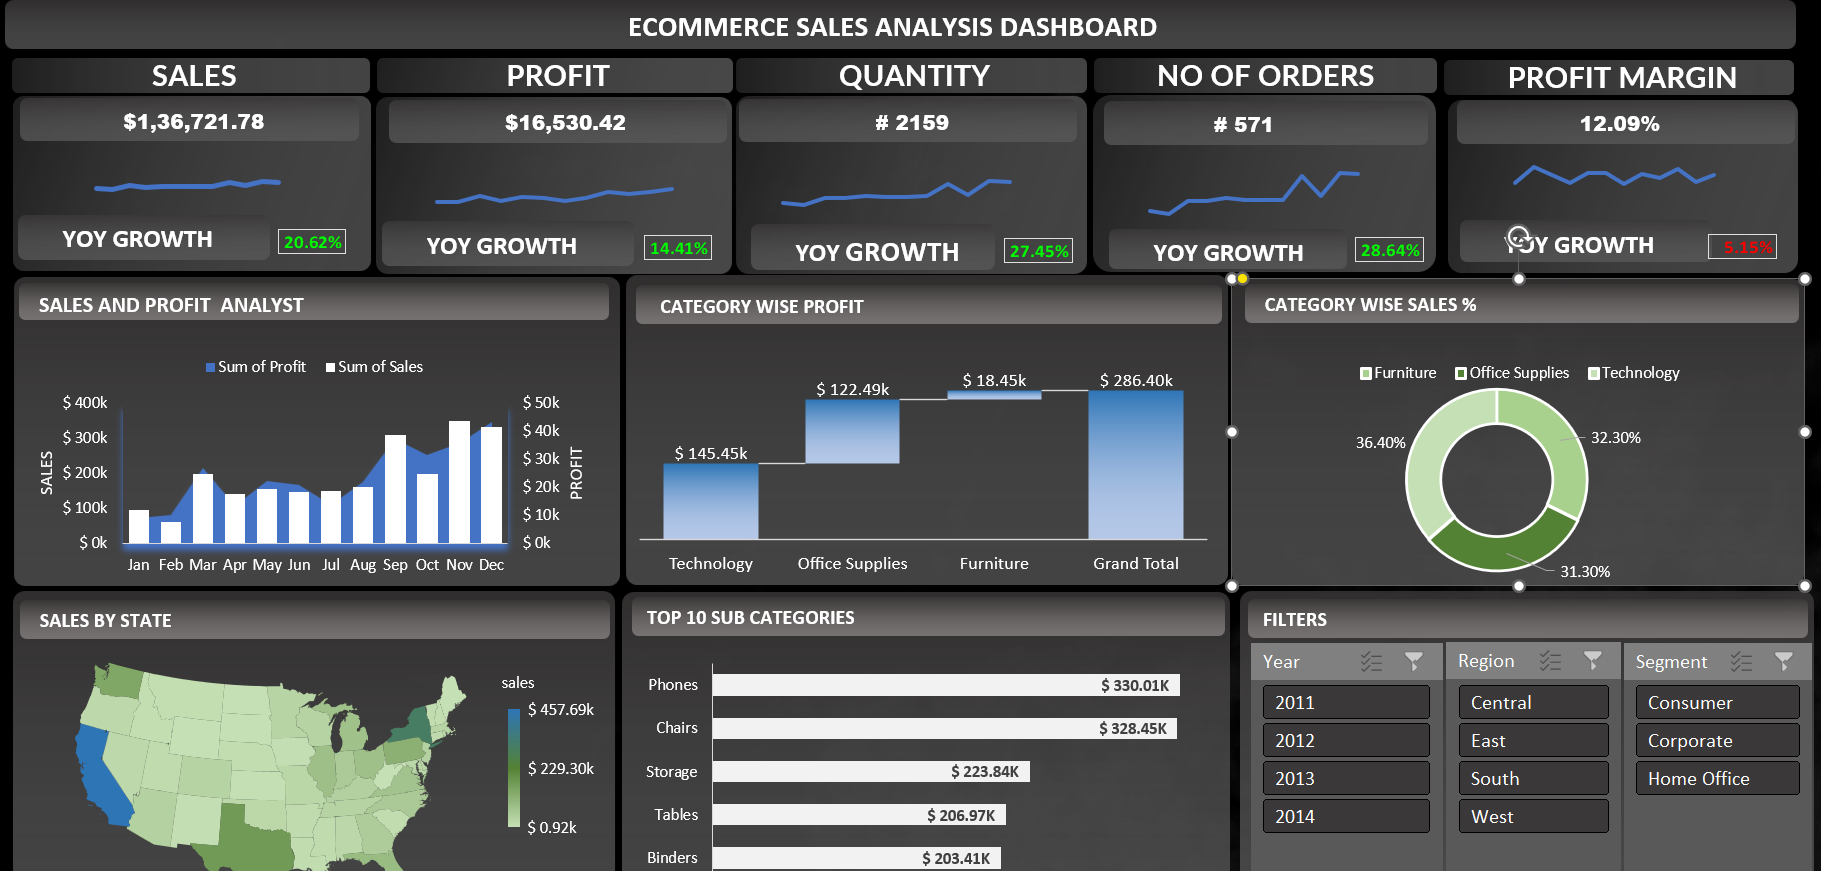 ECOMMERCE SALES ANALYSIS DASHBOARD
SALES
$1,36,721.78
YOY GROWTH
20.62%
PROFIT
$16,530.42
YOY GROWTH
14.41%
QUANTITY
# 2159
YOY GROWTH
27.45%
NO OF ORDERS
# 571
YOY GROWTH
28.64%
PROFIT MARGIN
12.09%
YOY GROWTH
5.15%
SALES AND PROFIT ANALYST
Sum of Profit
Sum of Sales
$ 400k
$ 300k
$ 200k
$ 100k
$ 0k
SALES
$ 50k
$ 40k
$ 30k
$ 20k
$ 10k
$ 0k
PROFIT
Jan Feb Mar Apr May Jun Jul Aug Sep Oct Nov Dec
CATEGORY WISE PROFIT
$ 145.45k
$ 122.49k
$ 18.45k
$ 286.40k
Technology
Office Supplies
Furniture
Grand Total
CATEGORY WISE SALES %
Furniture
Office Supplies
Technology
36.40%
32.30%
31.30%
SALES BY STATE
sales
$ 457.69k
$ 229.30k
$ 0.92k
TOP 10 SUB CATEGORIES
Phones $ 330.01K
Chairs $ 328.45K
Storage $ 223.84K
Tables $ 206.97K
Binders $ 203.41K
FILTERS
Year
2011
2012
2013
2014
Region
Central
East
South
West
Segment
Consumer
Corporate
Home Office